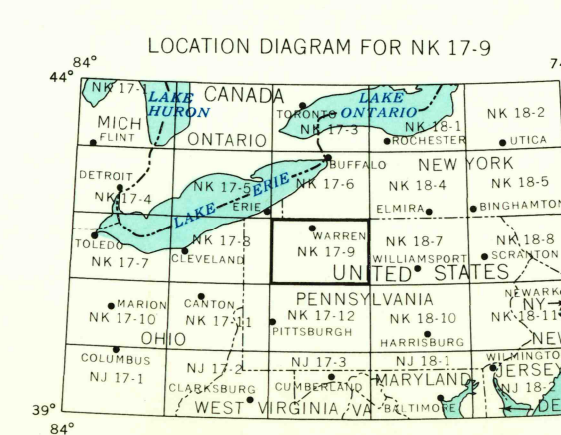 LOCATION DIAGRAM FOR NK 17-9
84°
44°
NK 17-
LAKE HURON
CANADA
LAKE ONTARIO
TORONTO
NK 17-3
NK 18-1
NK 18-2
MICH
FLINT
ONTARIO
ROCHESTER
UTICA
DETROIT
NK 17-4
NK 17-5
LAKE ERIE
ERIE
BUFFALO
NK 17-6
NEW YORK
NK 18-4
NK 18-5
ELMIRA
BINGHAMTON
TOLEDO
NK 17-7
NK 17-8
CLEVELAND
WARREN
NK 17-9
NK 18-7
WILLIAMSPORT
NK 18-8
SCRANTON
UNITED STATES
MARION
NK 17-10
CANTON
NK 17-11
PENNSYLVANIA
NK 17-12
PITTSBURGH
NK 18-10
HARRISBURG
NEWARK
NY
NK 18-11
OHIO
COLUMBUS
NJ 17-1
NJ 17-2
CLARKSBURG
NJ 17-3
CUMBERLAND
NJ 18-1
MARYLAND
BALTIMORE
WILMINGTO
JERSEY
NJ 18-2
WEST VIRGINIA
VA
DE
39°
84°